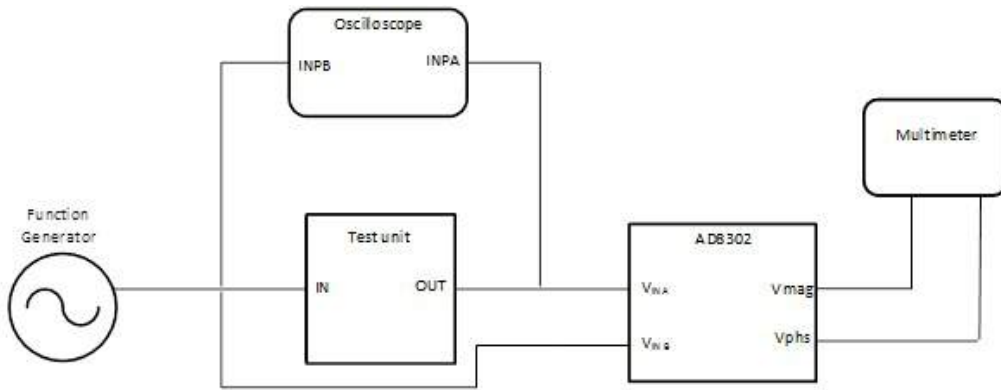 Oscilloscope
INPB INPA
Multimeter
Function
Generator
Test unit
AD8302
IN OUT
VINA Vmag
VINB Vphs